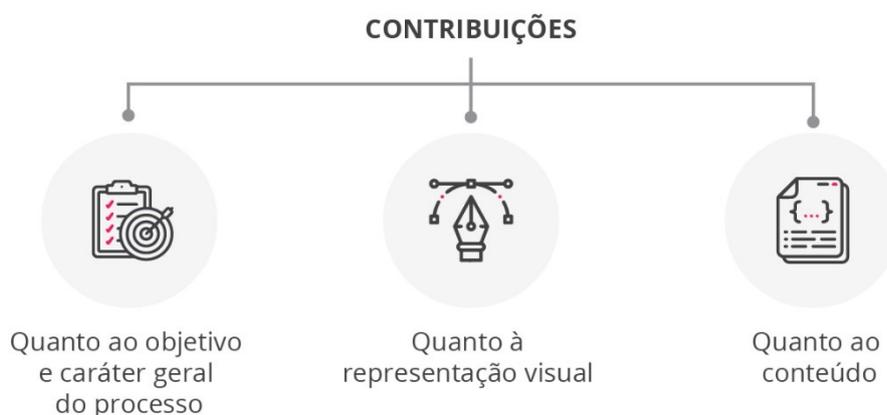 CONTRIBUIÇÕES
Quanto ao objetivo
e caráter geral
do processo
Quanto à
representação visual
Quanto ao
conteúdo